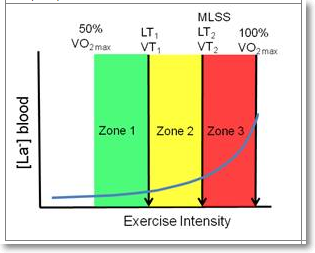 50%
VO2max
LT1
VT1
MLSS
LT2
VT2
100%
VO2max
[La-] blood
Zone 1
Zone 2
Zone 3
Exercise Intensity